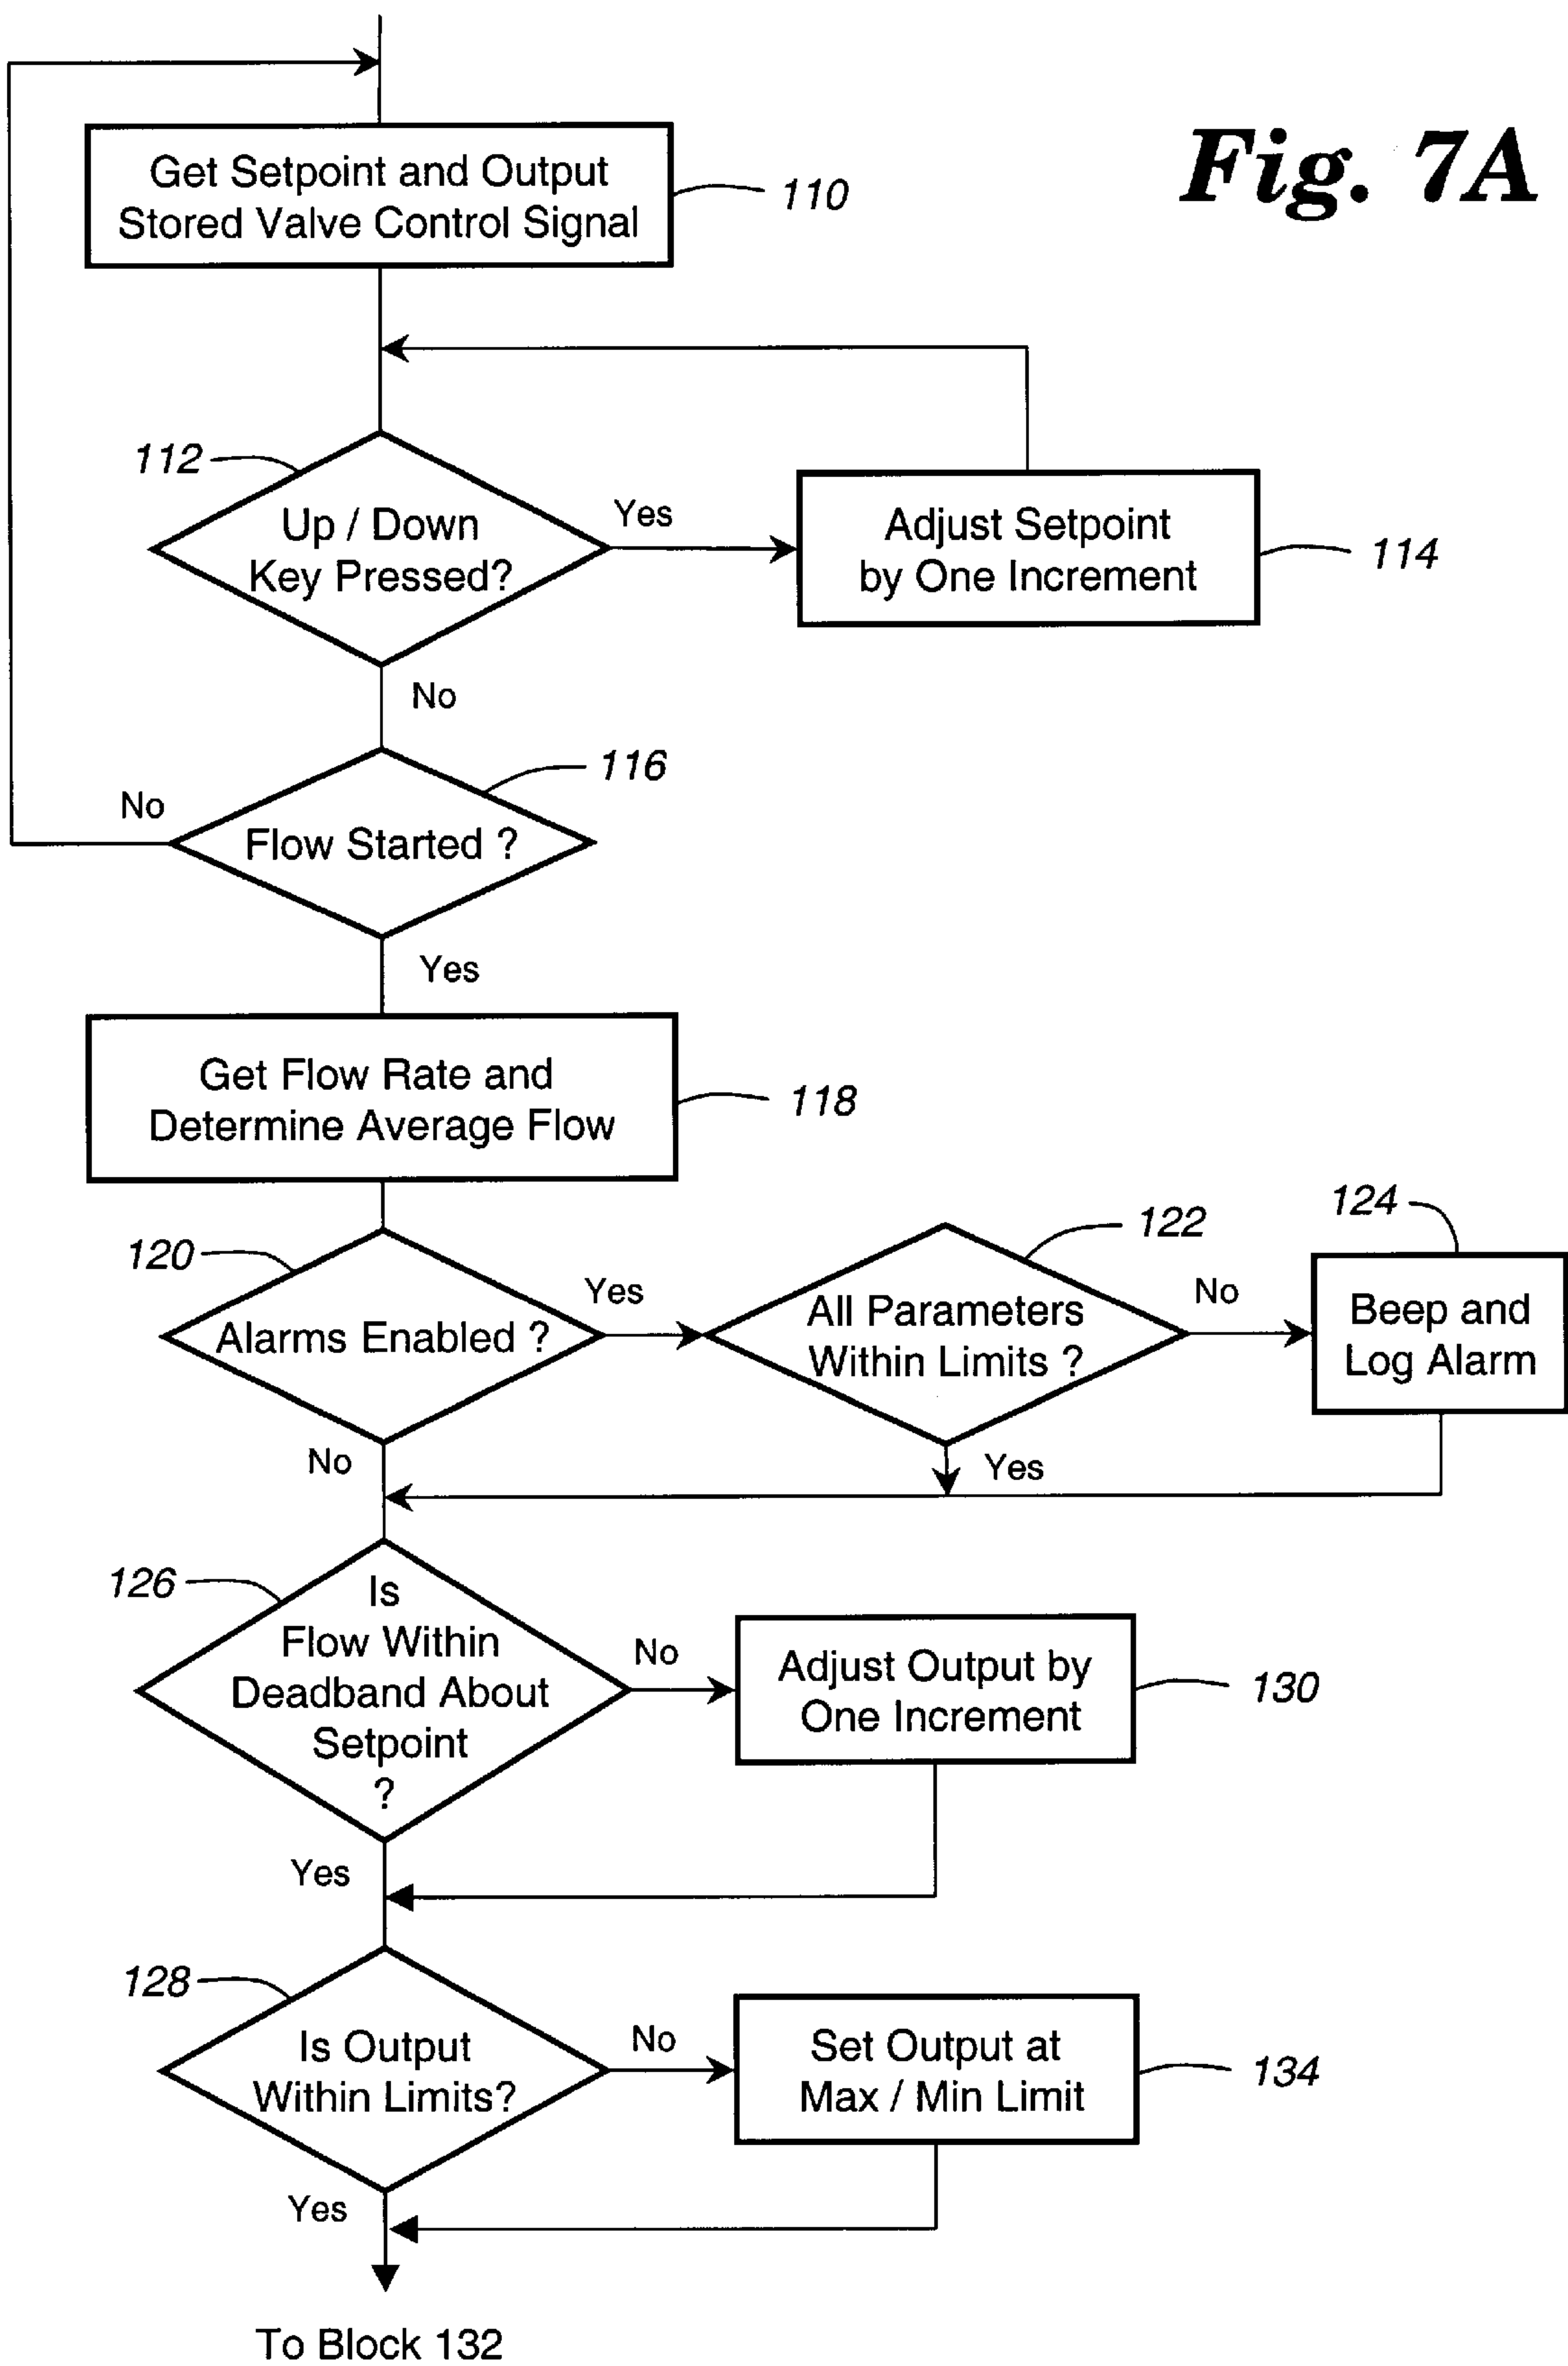 Fig. 7A
Get Setpoint and Output
Stored Valve Control Signal
110
112
Up / Down
Key Pressed?
Yes
Adjust Setpoint
by One Increment
114
No
116
No
Flow Started ?
Yes
Get Flow Rate and
Determine Average Flow
118
120
Alarms Enabled ?
Yes
122
All Parameters
Within Limits ?
No
124
Beep and
Log Alarm
No
Yes
126
Is
Flow Within
Deadband About
Setpoint
?
No
Adjust Output by
One Increment
130
Yes
128
Is Output
Within Limits?
No
Set Output at
Max / Min Limit
134
Yes
To Block 132